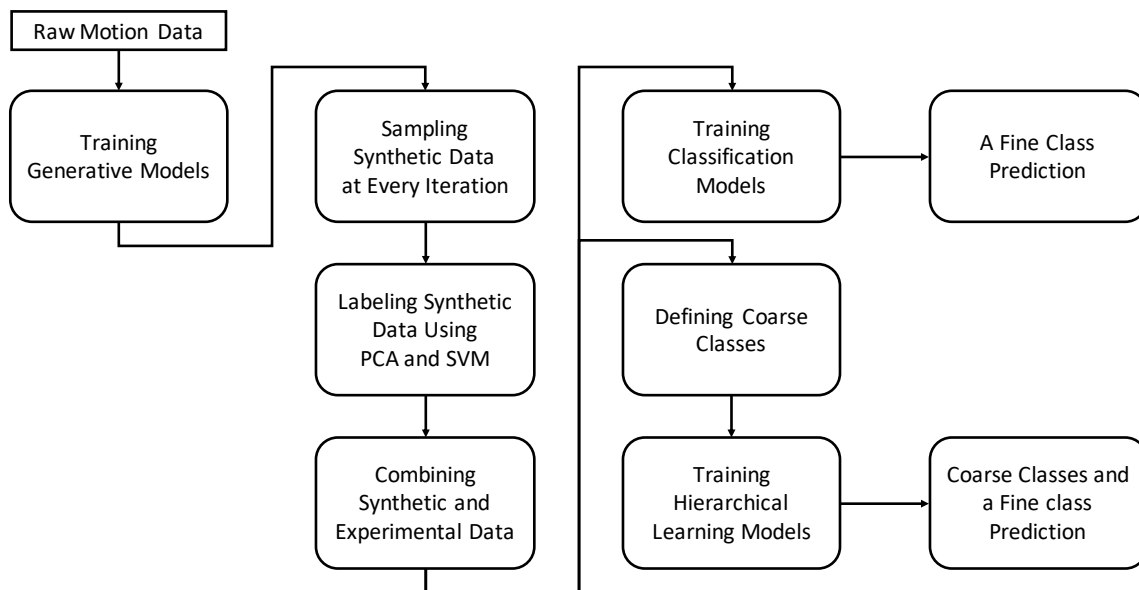 Raw Motion Data
Training
Generative Models
Sampling
Synthetic Data
at Every Iteration
Labeling Synthetic
Data Using
PCA and SVM
Combining
Synthetic and
Experimental Data
Training
Classification
Models
A Fine Class
Prediction
Defining Coarse
Classes
Training
Hierarchical
Learning Models
Coarse Classes and
a Fine class
Prediction